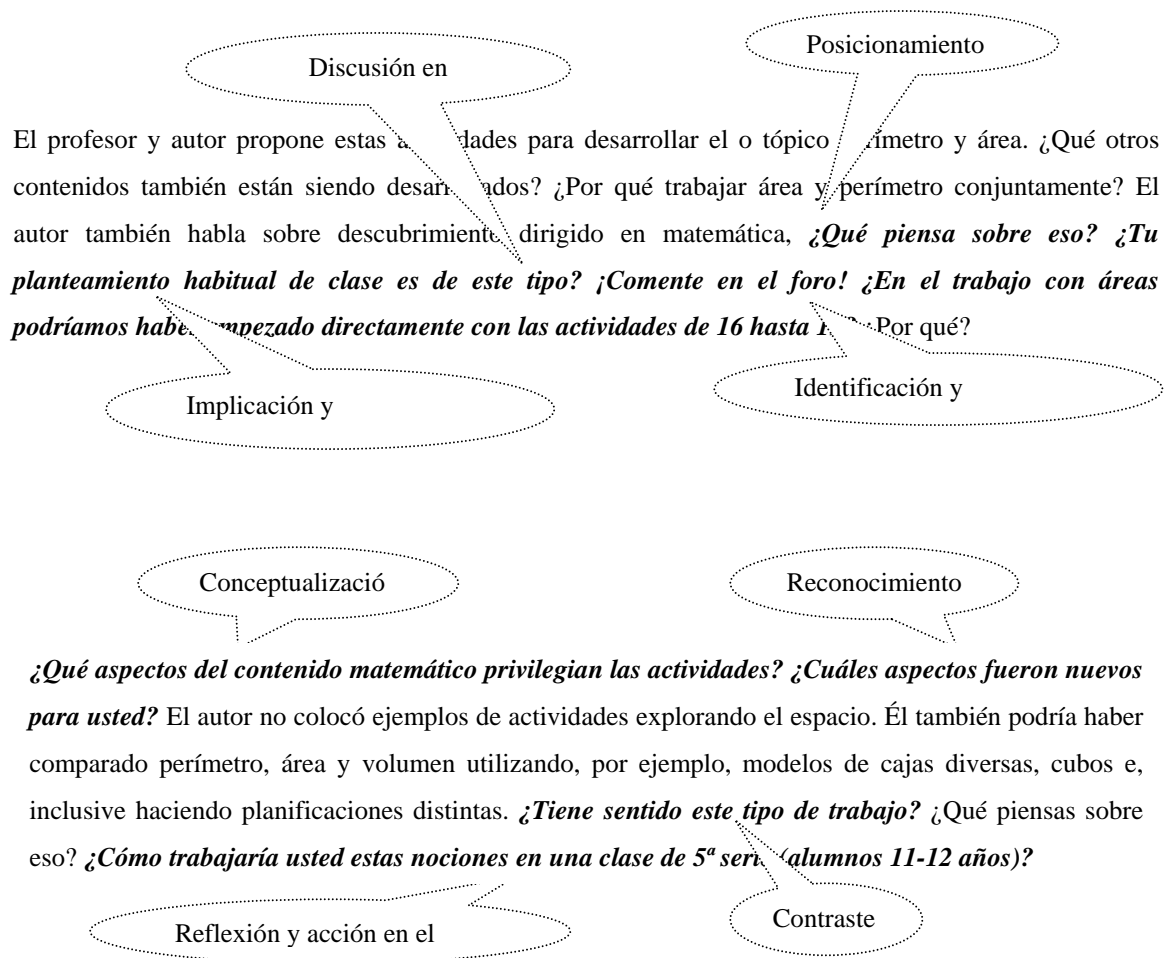 Posicionamiento
Discusión en
El profesor y autor propone estas a dades para desarrollar el o tópico rímetro y área. ¿Qué otros
contenidos también están siendo desarr ados? ¿Por qué trabajar área y perímetro conjuntamente? El
autor también habla sobre descubrimiento dirigido en matemática, ¿Qué piensa sobre eso? ¿Tu
planteamiento habitual de clase es de este tipo? ¡Comente en el foro! ¿En el trabajo con áreas
podríamos haber empezado directamente con las actividades de 16 hasta ¿Por qué?
Implicación y
Identificación y
Conceptualizació
Reconocimiento
¿Qué aspectos del contenido matemático privilegian las actividades? ¿Cuáles aspectos fueron nuevos
para usted? El autor no colocó ejemplos de actividades explorando el espacio. Él también podría haber
comparado perímetro, área y volumen utilizando, por ejemplo, modelos de cajas diversas, cubos e,
inclusive haciendo planificaciones distintas. ¿Tiene sentido este tipo de trabajo? ¿Qué piensas sobre
eso? ¿Cómo trabajaría usted estas nociones en una clase de 5ª serie (alumnos 11-12 años)?
Reflexión y acción en el
Contraste